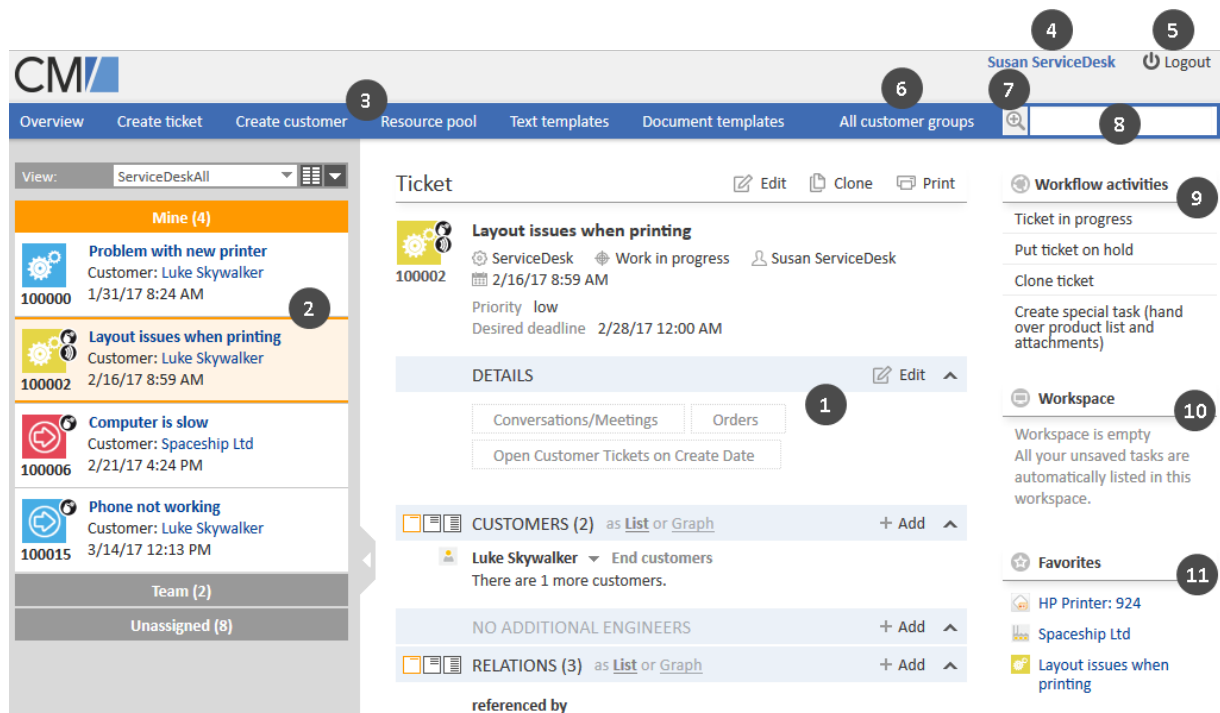 4
5
CM/
Susan ServiceDesk
Logout
3
6
7
Overview
Create ticket
Create customer
Resource pool
Text templates
Document templates
All customer groups
8
View:
ServiceDeskAll
Mine (4)
Problem with new printer
Customer: Luke Skywalker
1/31/17 8:24 AM
100000
2
Layout issues when printing
Customer: Luke Skywalker
2/16/17 8:59 AM
100002
Computer is slow
Customer: Spaceship Ltd
2/21/17 4:24 PM
100006
Phone not working
Customer: Luke Skywalker
3/14/17 12:13 PM
100015
Team (2)
Unassigned (8)
Ticket
Edit
Clone
Print
Layout issues when printing
ServiceDesk
Work in progress
Susan ServiceDesk
100002
2/16/17 8:59 AM
Priority low
Desired deadline 2/28/17 12:00 AM
DETAILS
Edit
1
Conversations/Meetings
Orders
Open Customer Tickets on Create Date
CUSTOMERS (2) as List or Graph
+ Add
Luke Skywalker
End customers
There are 1 more customers.
NO ADDITIONAL ENGINEERS
+ Add
RELATIONS (3) as List or Graph
+ Add
referenced by
Workflow activities
9
Ticket in progress
Put ticket on hold
Clone ticket
Create special task (hand
over product list and
attachments)
Workspace
10
Workspace is empty
All your unsaved tasks are
automatically listed in this
workspace.
Favorites
11
HP Printer: 924
Spaceship Ltd
Layout issues when
printing